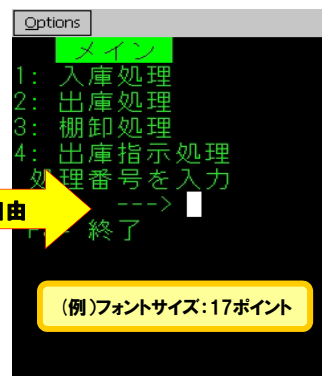 Options
メイン
1: 入庫処理
2: 出庫処理
3: 棚卸処理
4: 出庫指示処理
処理番号を入力
--->
由
終了
(例)フォントサイズ:17ポイント